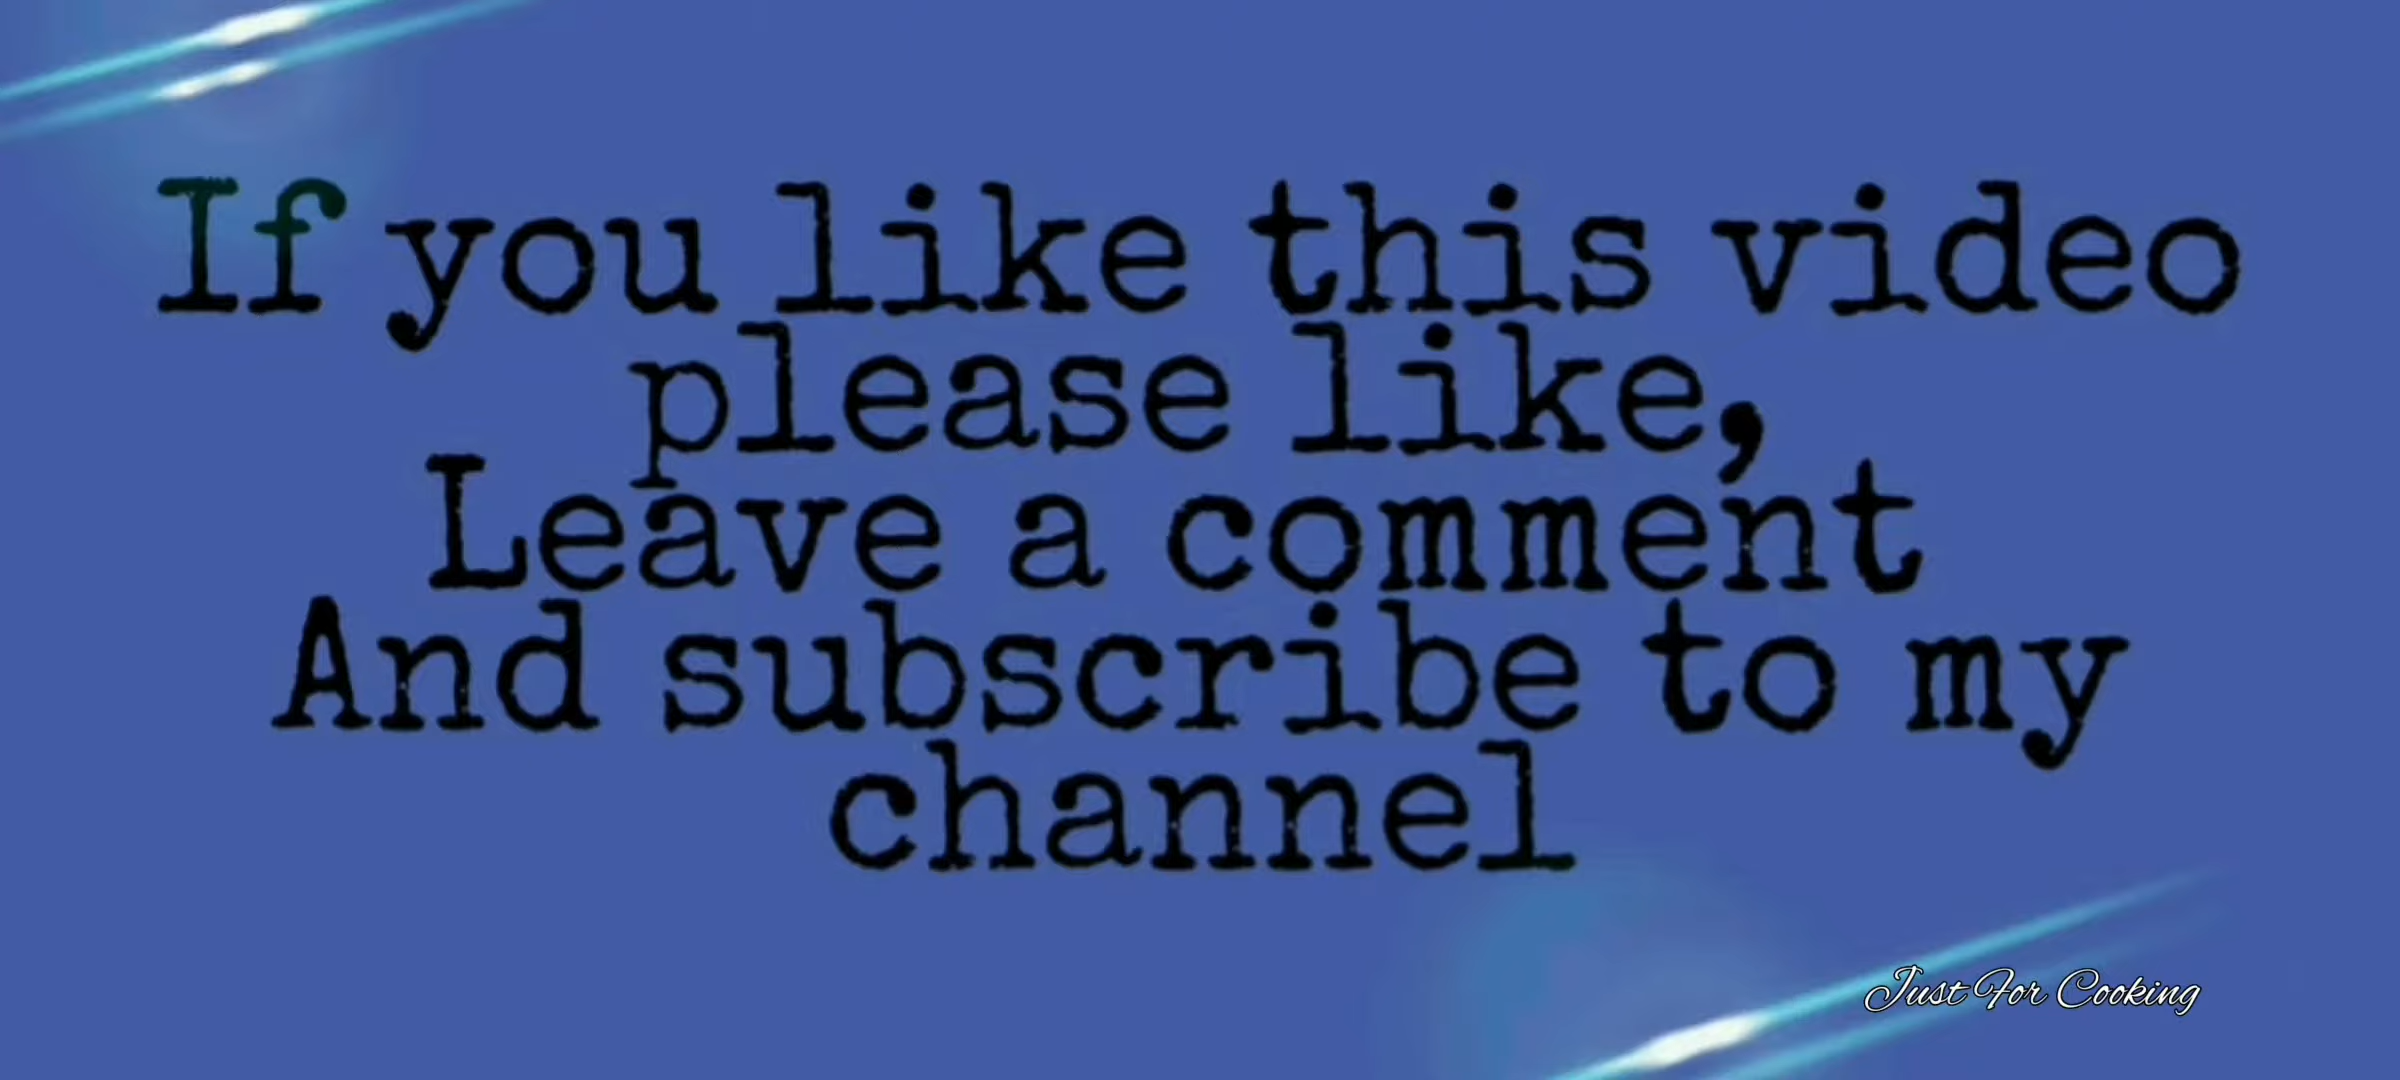 If you like this video
please like,
Leave a comment
And subscribe to my
channel
Just For Cooking